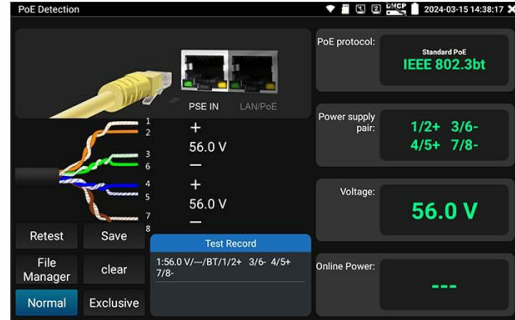 PoE Detection
1 2 DHCP 2024-03-15 14:38:17
PSE IN LAN/PoE
1
2
3
6
4
5
7
8
+
56.0 V
—
+
56.0 V
—
Retest Save
File Manager clear
Normal Exclusive
Test Record
1:56.0 V/---/BT/1/2+ 3/6- 4/5+
7/8-
PoE protocol:
Standard PoE
IEEE 802.3bt
Power supply
pair:
1/2+ 3/6-
4/5+ 7/8-
Voltage:
56.0 V
Online Power:
---